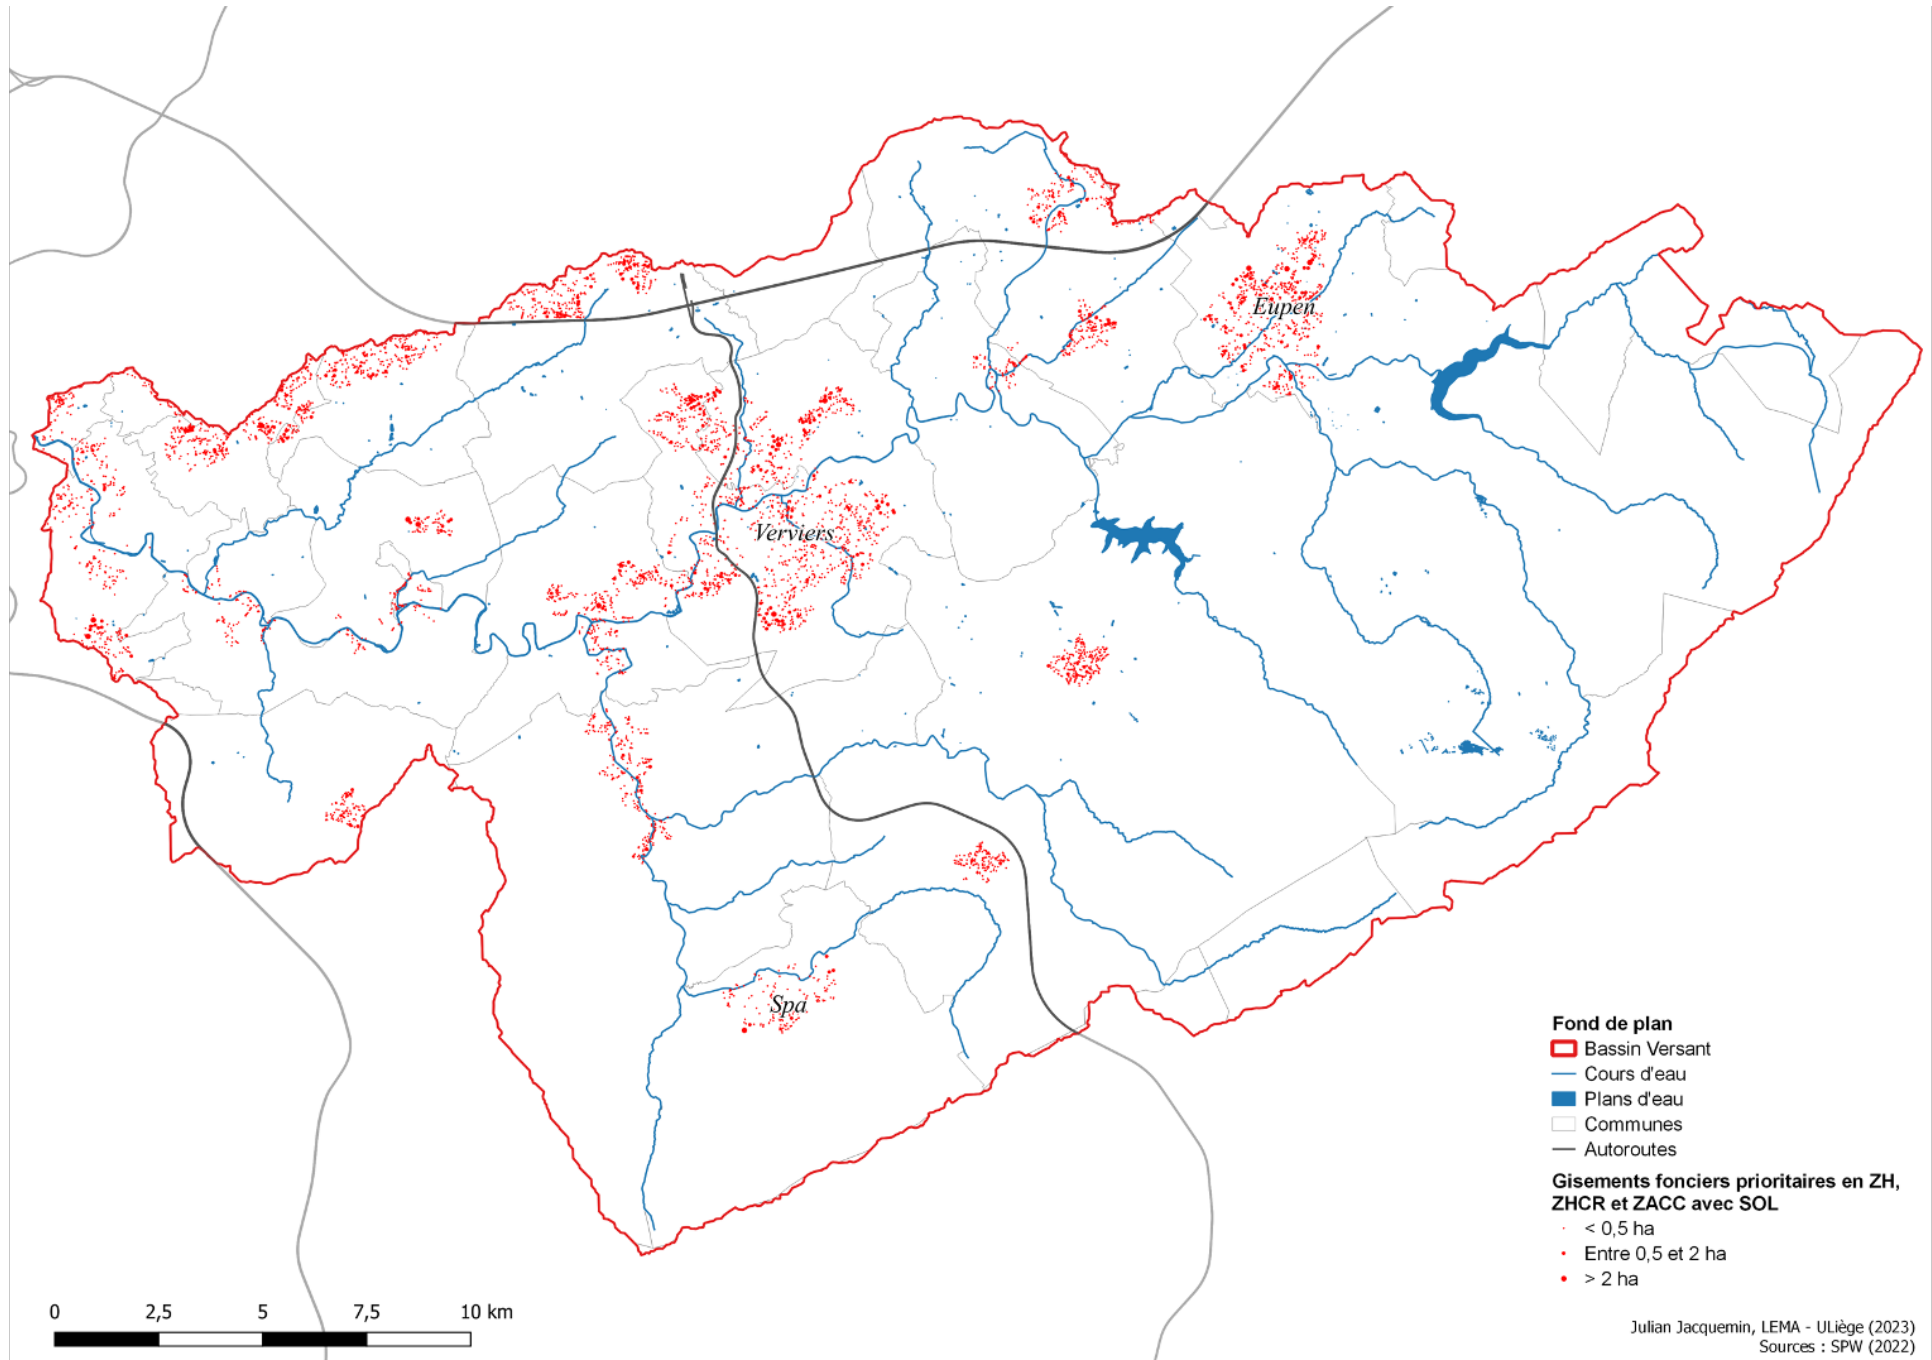 Eupen
Verviers
Spa
Fond de plan
Bassin Versant
Cours d'eau
Plans d'eau
Communes
Autoroutes
Gisements fonciers prioritaires en ZH,
ZHCR et ZACC avec SOL
< 0,5 ha
Entre 0,5 et 2 ha
> 2 ha
0 2,5 5 7,5 10 km
Julian Jacquemin, LEMA - ULiège (2023)
Sources : SPW (2022)